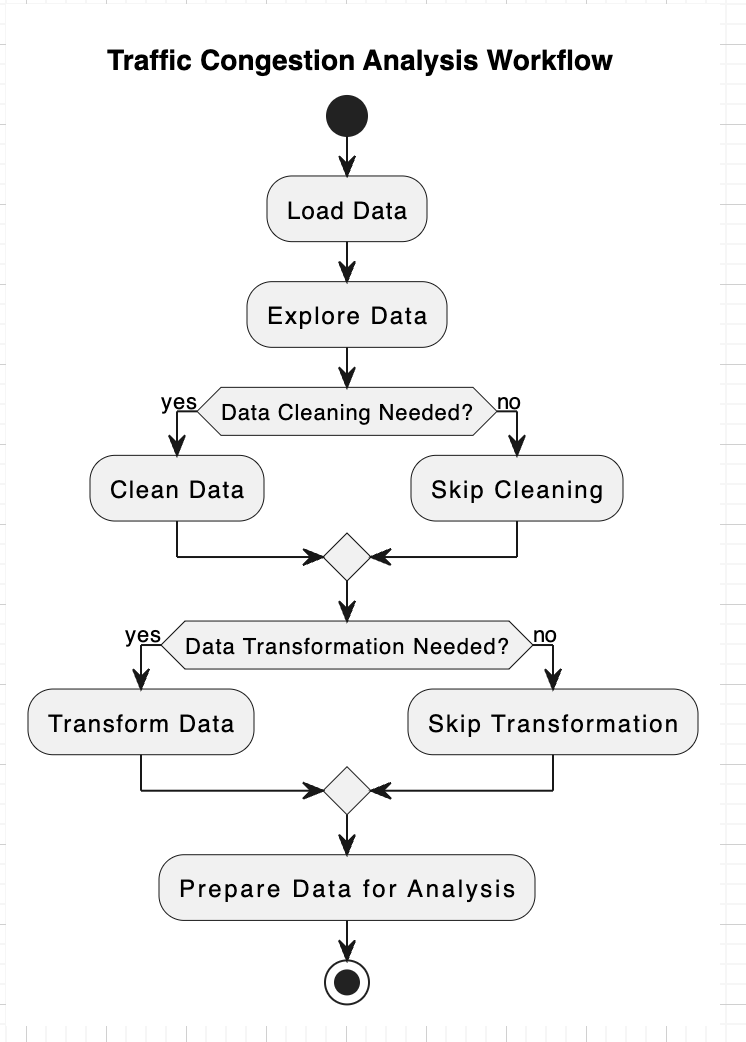 Traffic Congestion Analysis Workflow
Load Data
Explore Data
yes
Data Cleaning Needed?
no
Clean Data
Skip Cleaning
yes
Data Transformation Needed?
no
Transform Data
Skip Transformation
Prepare Data for Analysis